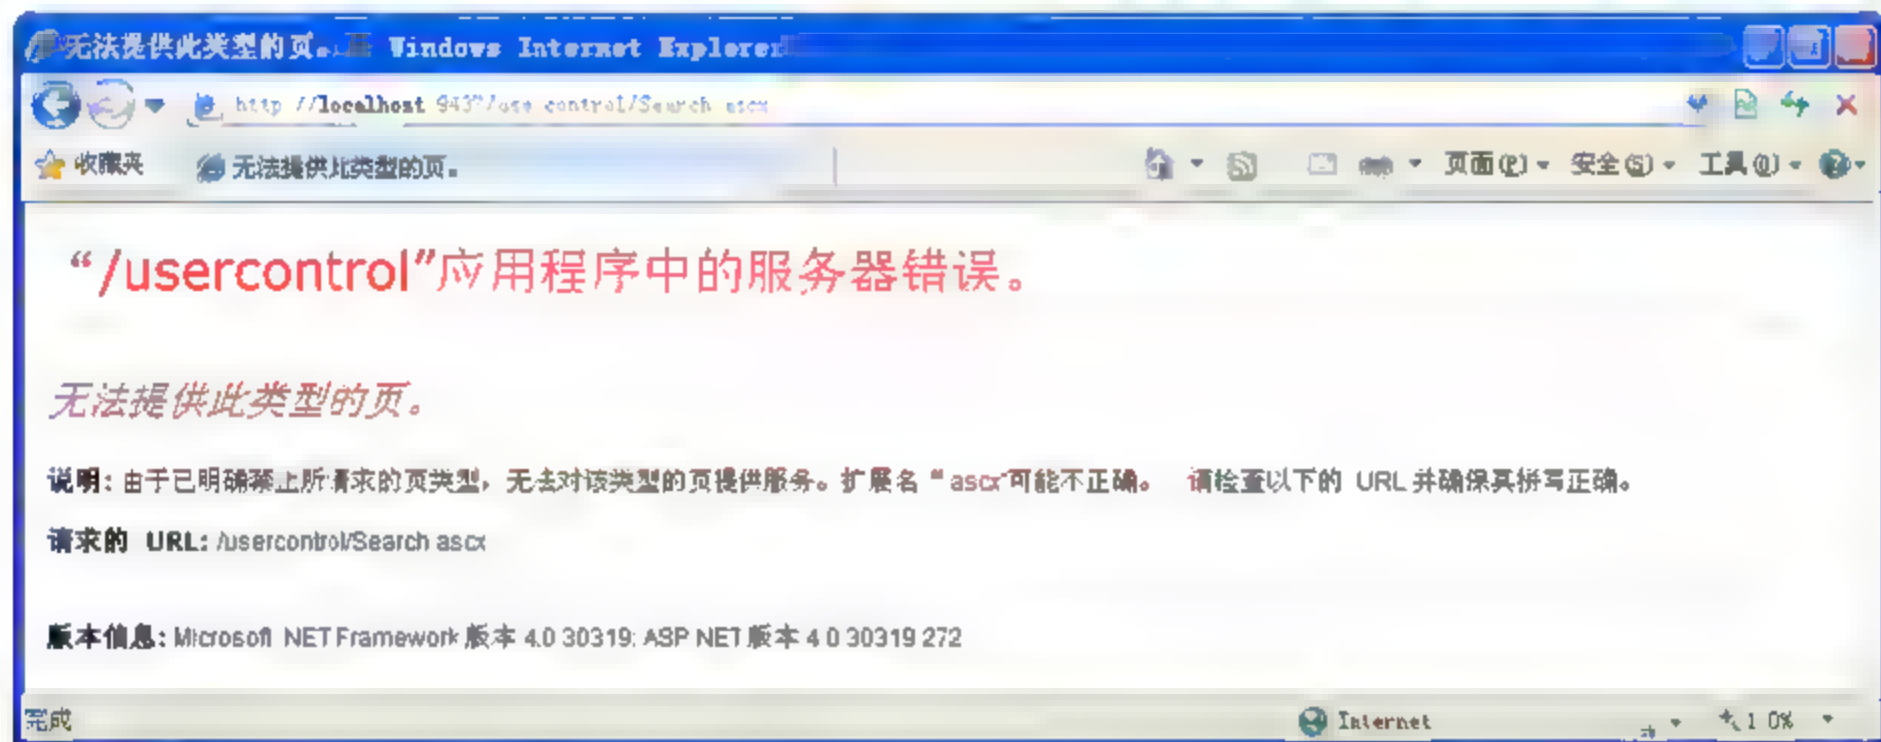 无法提供此类型的页。 Windows Internet Explorer
http //localhost
收藏夹 无法提供此类型的页。 页面(P) 安全(S) 工具(O)
“/usercontrol”应用程序中的服务器错误。
无法提供此类型的页。
说明: 由于已明确禁止所请求的页类型，无法对该类型的页提供服务。扩展名“ ascx”可能不正确。 请检查以下的 URL 并确保其拼写正确。
请求的 URL: /usercontrol/Search ascx
版本信息: Microsoft NET Framework 版本 4.0 30319; ASP NET 版本 4 0 30319 272
完成 Internet